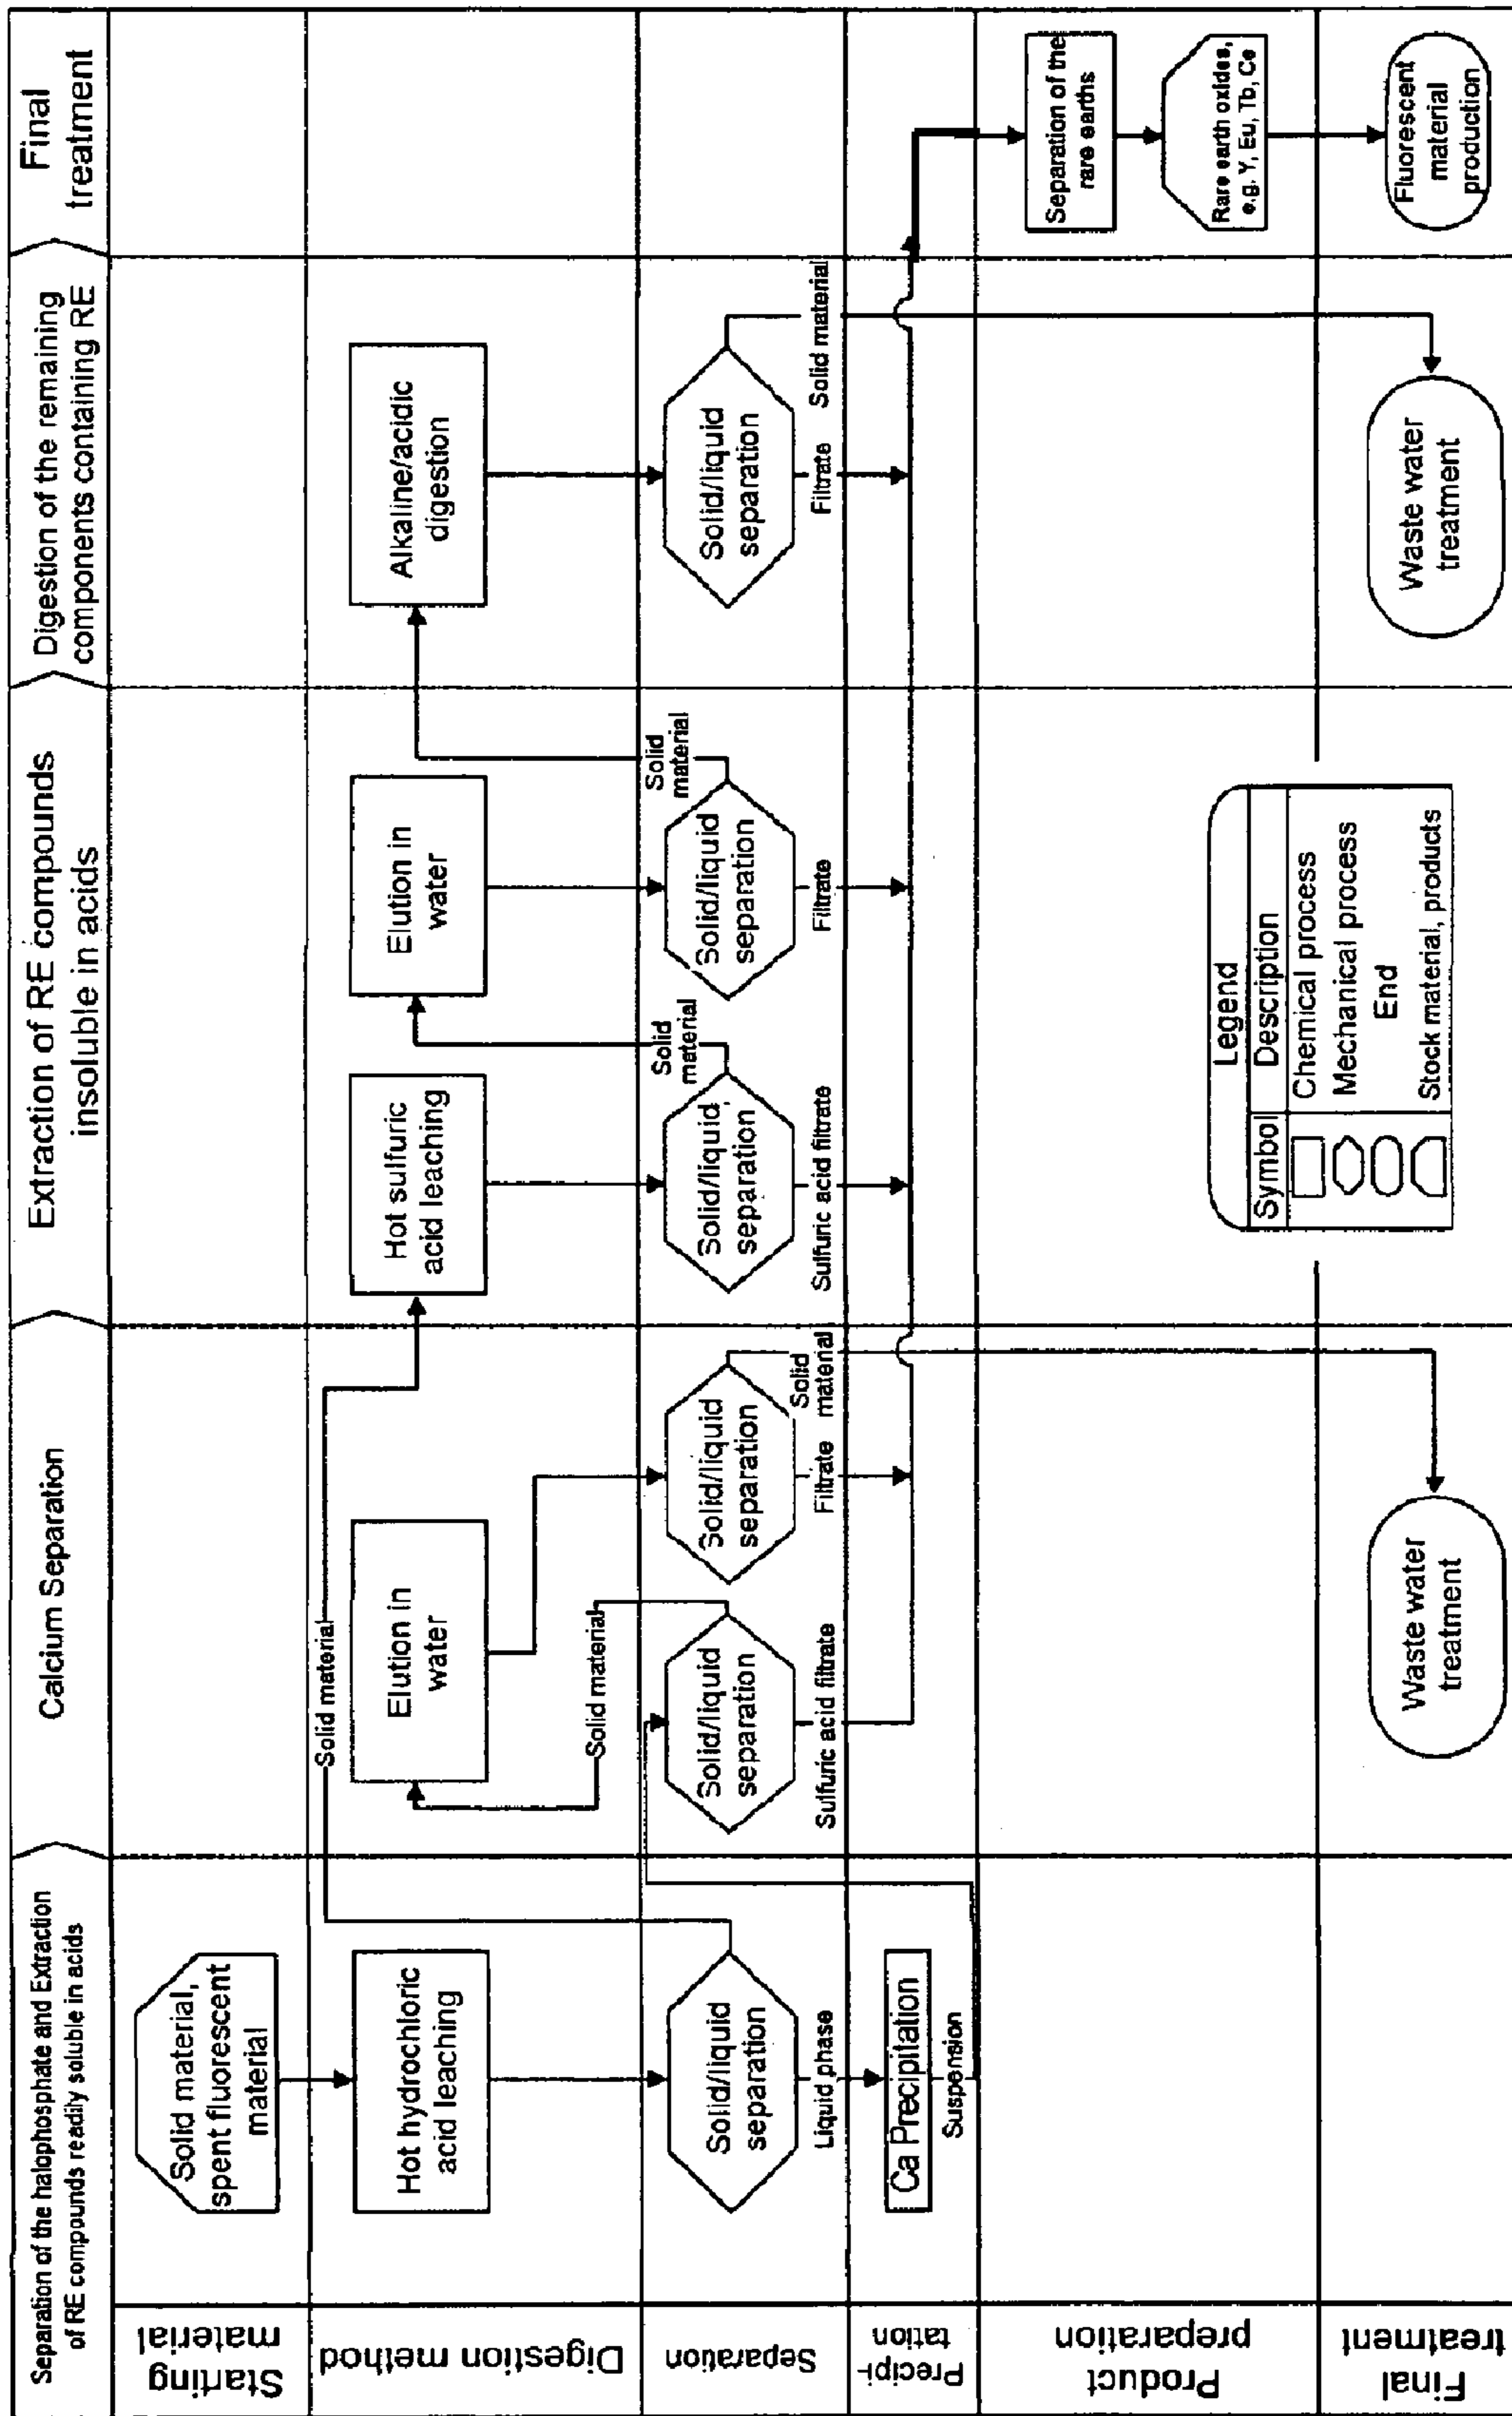 Separation of the halophosphate and Extraction
of RE compounds readily soluble in acids
Calcium Separation
Extraction of RE compounds
insoluble in acids
Digestion of the remaining
components containing RE
Final
treatment
Starting
material
Solid material,
spent fluorescent
material
Digestion method
Hot hydrochloric
acid leaching
Solid material
Elution in
water
Solid material
Hot sulfuric
acid leaching
Elution in
water
Alkaline/acidic
digestion
Separation
Solid/liquid
separation
Liquid phase
Solid/liquid
separation
Sulfuric acid filtrate
Solid/liquid
separation
Filtrate
Solid
material
Solid/liquid
separation
Sulfuric acid filtrate
Solid
material
Solid/liquid
separation
Filtrate
Solid
material
Solid/liquid
separation
Filtrate
Solid material
Precipi-
tation
Ca Precipitation
Suspension
Product
preparation
Separation of the
rare earths
Rare earth oxides,
e.g. Y, Eu, Tb, Ce
Legend
Symbol Description
Chemical process
Mechanical process
End
Stock material, products
Final
treatment
Waste water
treatment
Waste water
treatment
Fluorescent
material
production